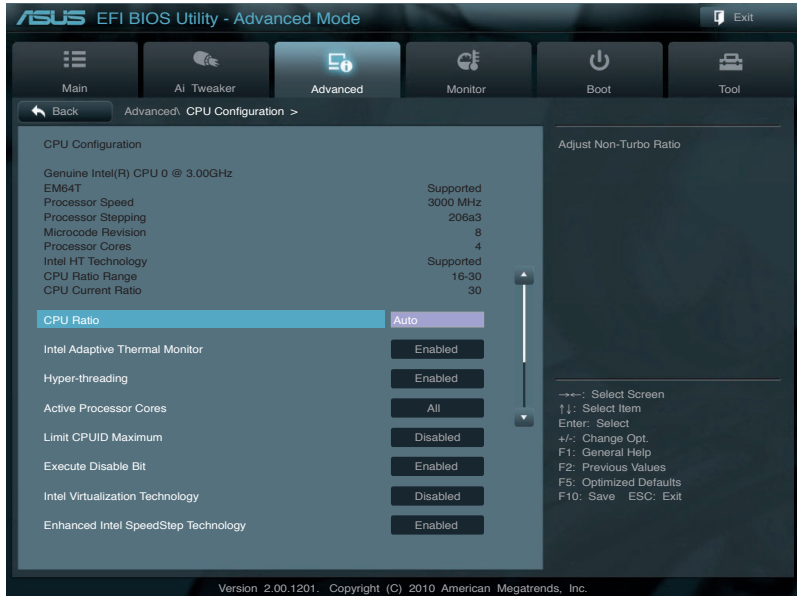 ASUS EFI BIOS Utility - Advanced Mode
Exit
Main
Ai Tweaker
Advanced
Monitor
Boot
Tool
Back
Advanced\ CPU Configuration >
CPU Configuration
Adjust Non-Turbo Ratio
Genuine Intel(R) CPU 0 @ 3.00GHz
EM64T Supported
Processor Speed 3000 MHz
Processor Stepping 206a3
Microcode Revision 8
Processor Cores 4
Intel HT Technology Supported
CPU Ratio Range 16-30
CPU Current Ratio 30
CPU Ratio Auto
Intel Adaptive Thermal Monitor Enabled
Hyper-threading Enabled
Active Processor Cores All
Limit CPUID Maximum Disabled
Execute Disable Bit Enabled
Intel Virtualization Technology Disabled
Enhanced Intel SpeedStep Technology Enabled
→←: Select Screen
↑↓: Select Item
Enter: Select
+/-: Change Opt.
F1: General Help
F2: Previous Values
F5: Optimized Defaults
F10: Save ESC: Exit
Version 2.00.1201. Copyright (C) 2010 American Megatrends, Inc.